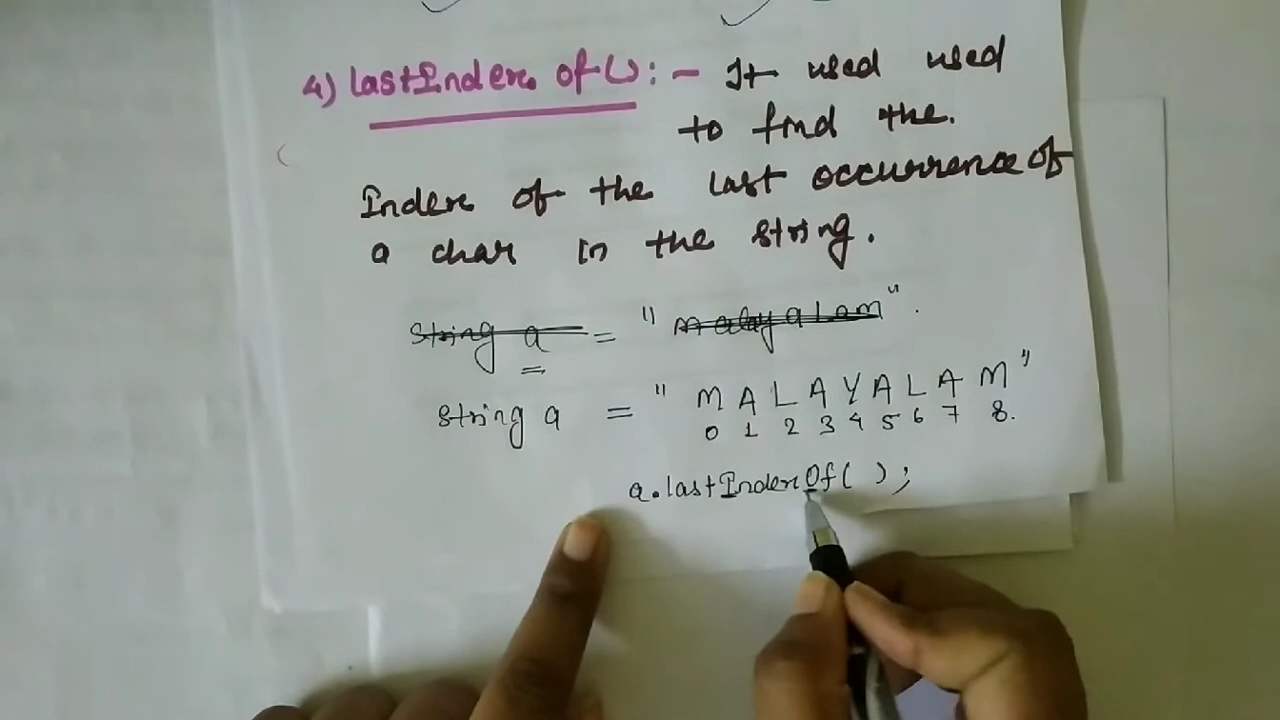 4) lastIndex of () : - It used used
to find the.
Index of the last occurrence of
a char in the string.
String a = "malayalam".
String a = "MALAYALAM"
0 1 2 3 4 5 6 7 8.
a.lastIndexOf( );